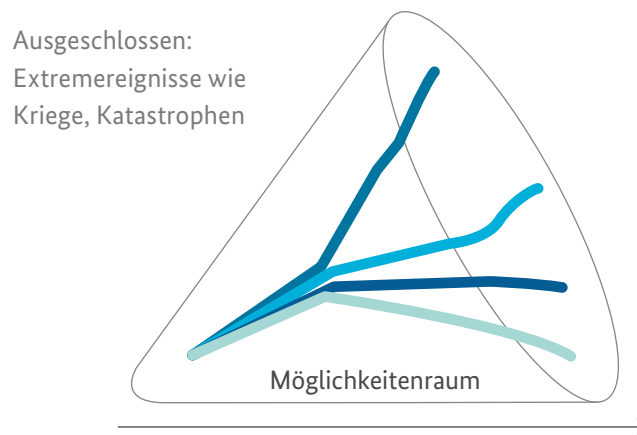 Ausgeschlossen:
Extremereignisse wie
Kriege, Katastrophen
Möglichkeitenraum